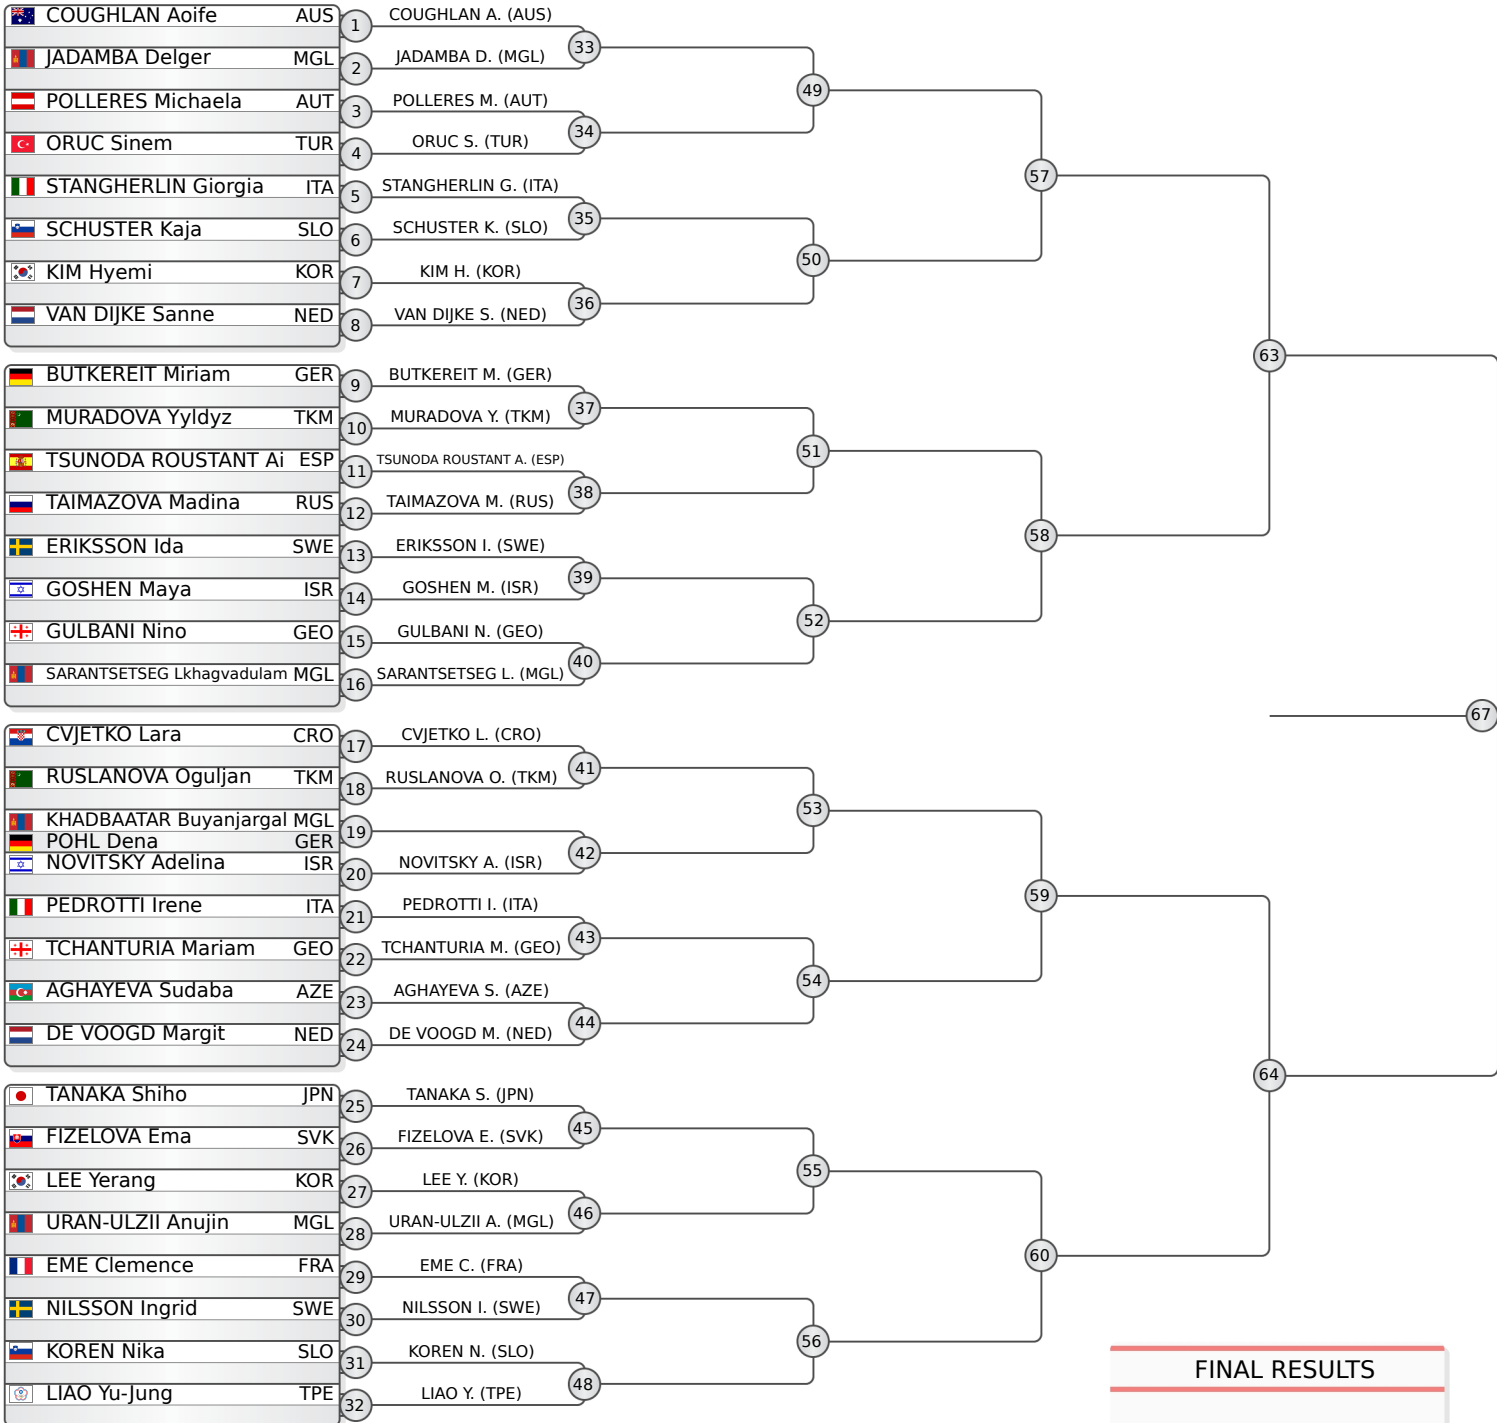 COUGHLAN Aoife AUS
1
COUGHLAN A. (AUS)
33
JADAMBA Delger MGL
2
JADAMBA D. (MGL)
49
POLLERES Michaela AUT
3
POLLERES M. (AUT)
34
ORUC Sinem TUR
4
ORUC S. (TUR)
57
STANGHERLIN Giorgia ITA
5
STANGHERLIN G. (ITA)
35
SCHUSTER Kaja SLO
6
SCHUSTER K. (SLO)
50
KIM Hyemi KOR
7
KIM H. (KOR)
36
VAN DIJKE Sanne NED
8
VAN DIJKE S. (NED)
63
BUTKEREIT Miriam GER
9
BUTKEREIT M. (GER)
37
MURADOVA Yyldyz TKM
10
MURADOVA Y. (TKM)
51
TSUNODA ROUSTANT Ai ESP
11
TSUNODA ROUSTANT A. (ESP)
38
TAIMAZOVA Madina RUS
12
TAIMAZOVA M. (RUS)
58
ERIKSSON Ida SWE
13
ERIKSSON I. (SWE)
39
GOSHEN Maya ISR
14
GOSHEN M. (ISR)
52
GULBANI Nino GEO
15
GULBANI N. (GEO)
40
SARANTSETSEG Lkhagvadulam MGL
16
SARANTSETSEG L. (MGL)
67
CVJETKO Lara CRO
17
CVJETKO L. (CRO)
41
RUSLANOVA Oguljan TKM
18
RUSLANOVA O. (TKM)
53
KHADBAATAR Buyanjargal MGL
19
POHL Dena GER
42
NOVITSKY Adelina ISR
20
NOVITSKY A. (ISR)
59
PEDROTTI Irene ITA
21
PEDROTTI I. (ITA)
43
TCHANTURIA Mariam GEO
22
TCHANTURIA M. (GEO)
54
AGHAYEVA Sudaba AZE
23
AGHAYEVA S. (AZE)
44
DE VOOGD Margit NED
24
DE VOOGD M. (NED)
64
TANAKA Shiho JPN
25
TANAKA S. (JPN)
45
FIZELOVA Ema SVK
26
FIZELOVA E. (SVK)
55
LEE Yerang KOR
27
LEE Y. (KOR)
46
URAN-ULZII Anujin MGL
28
URAN-ULZII A. (MGL)
60
EME Clemence FRA
29
EME C. (FRA)
47
NILSSON Ingrid SWE
30
NILSSON I. (SWE)
56
KOREN Nika SLO
31
KOREN N. (SLO)
48
LIAO Yu-Jung TPE
32
LIAO Y. (TPE)
FINAL RESULTS